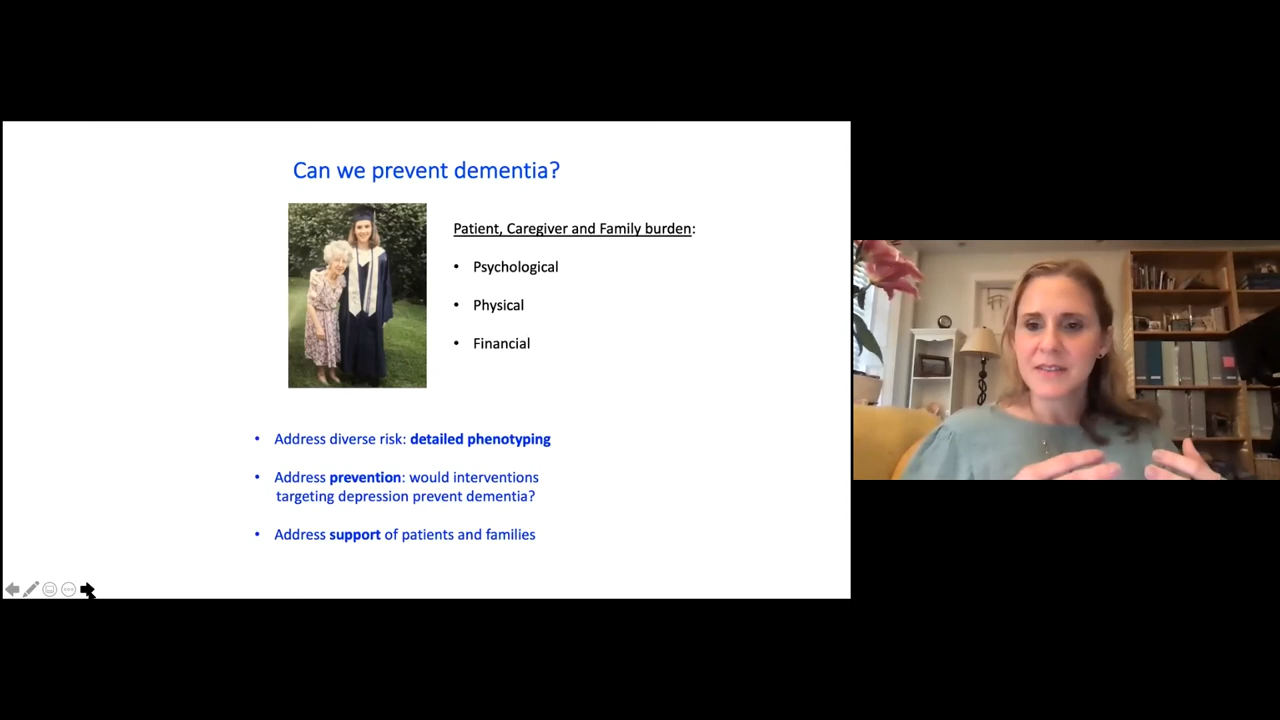 Can we prevent dementia?
Patient, Caregiver and Family burden:
• Psychological
• Physical
• Financial
• Address diverse risk: detailed phenotyping
• Address prevention: would interventions
targeting depression prevent dementia?
• Address support of patients and families